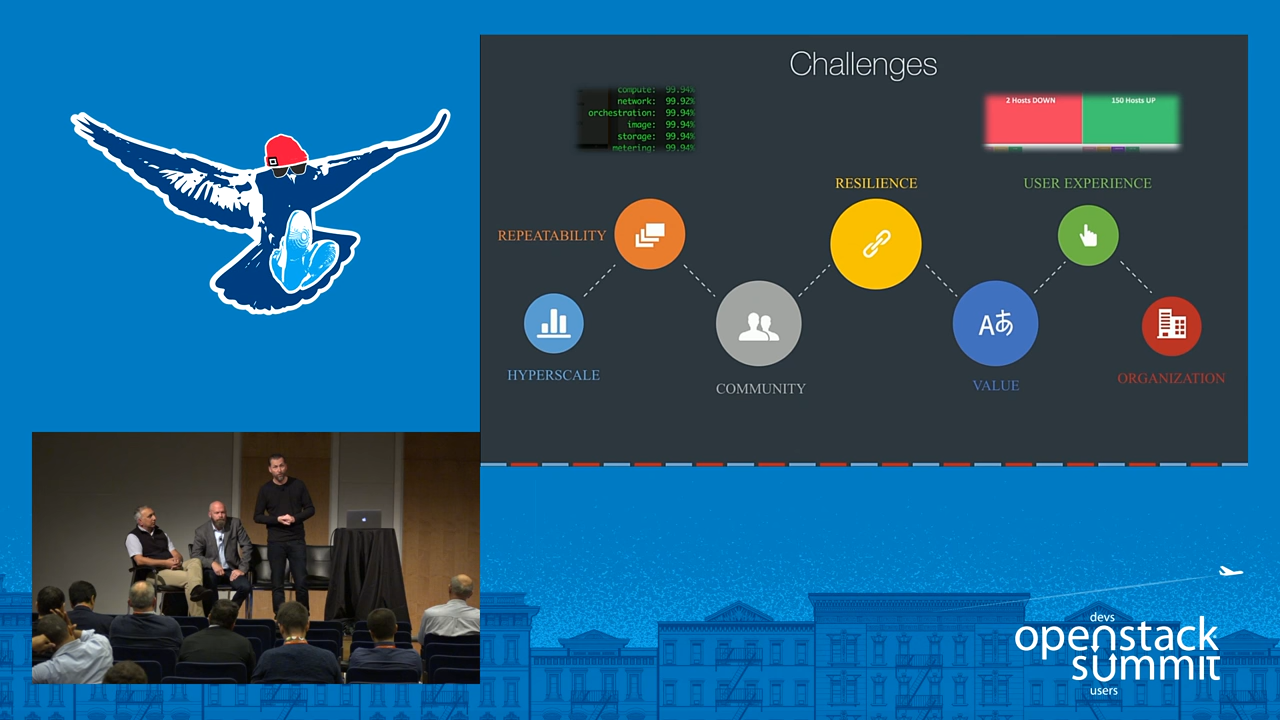 Challenges
compute: 99.94%
network: 99.92%
orchestration: 99.94%
image: 99.94%
storage: 99.94%
metering: 99.94%
2 Hosts DOWN
150 Hosts UP
RESILIENCE
USER EXPERIENCE
REPEATABILITY
Aあ
HYPERSCALE
COMMUNITY
VALUE
ORGANIZATION
devs
openstack
summit
users